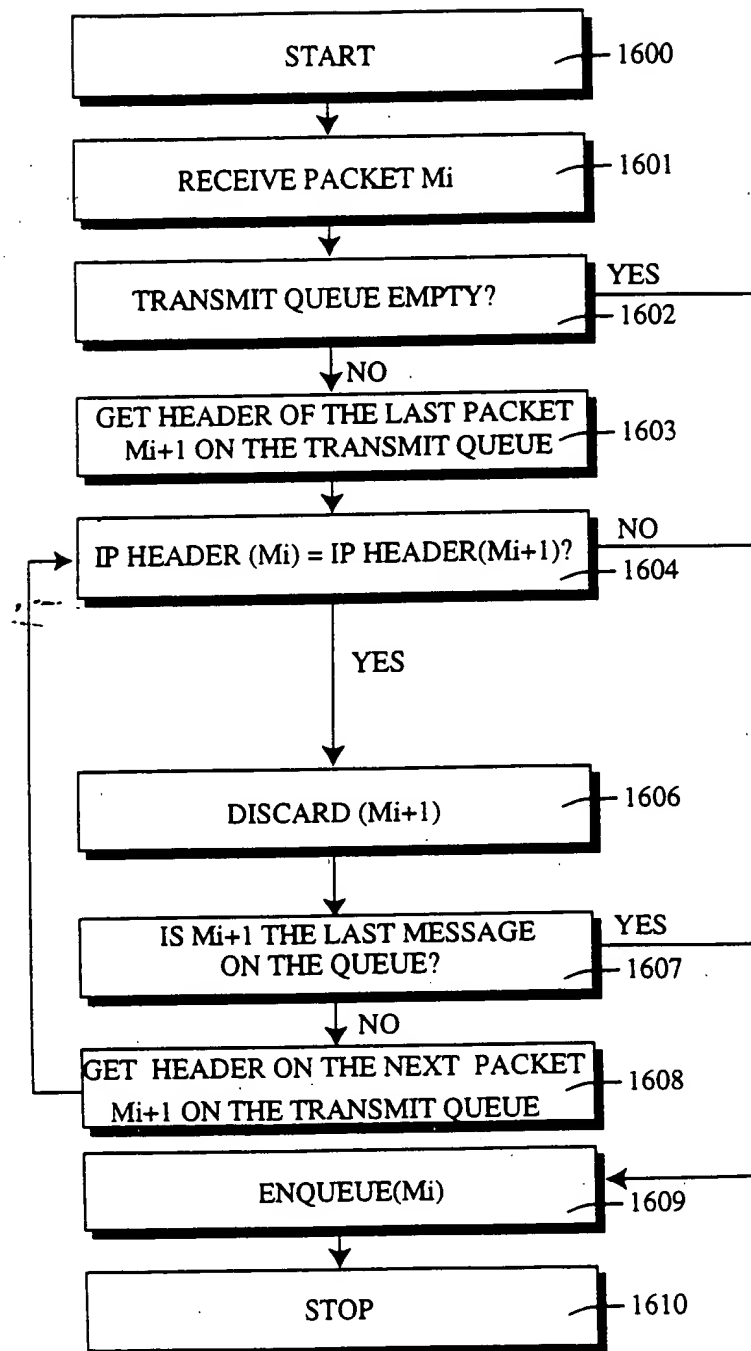 START
1600
RECEIVE PACKET Mi
1601
TRANSMIT QUEUE EMPTY?
YES
1602
NO
GET HEADER OF THE LAST PACKET
Mi+1 ON THE TRANSMIT QUEUE
1603
IP HEADER (Mi) = IP HEADER(Mi+1)?
NO
1604
YES
DISCARD (Mi+1)
1606
IS Mi+1 THE LAST MESSAGE
ON THE QUEUE?
YES
1607
NO
GET HEADER ON THE NEXT PACKET
Mi+1 ON THE TRANSMIT QUEUE
1608
ENQUEUE(Mi)
1609
STOP
1610